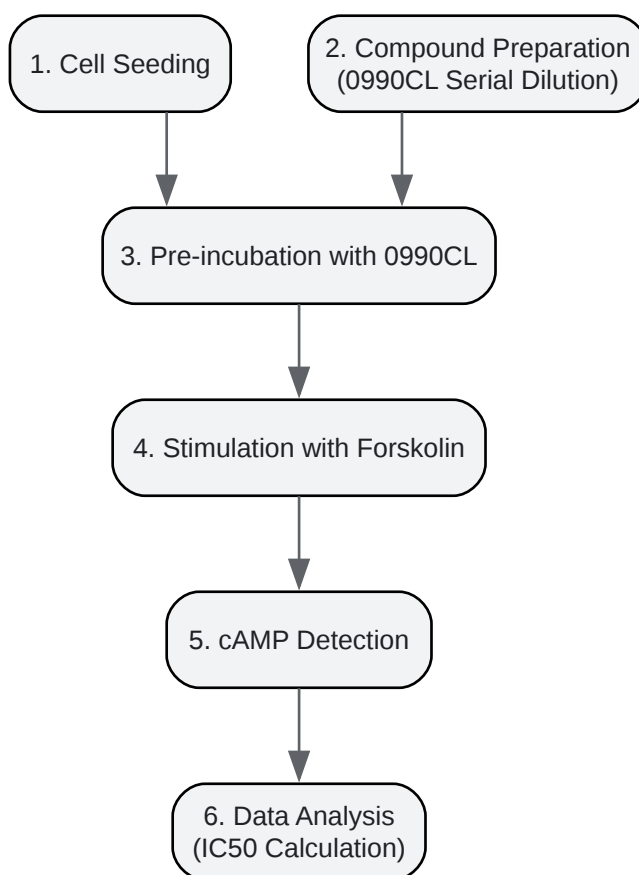 1. Cell Seeding
2. Compound Preparation
(0990CL Serial Dilution)
3. Pre-incubation with 0990CL
4. Stimulation with Forskolin
5. cAMP Detection
6. Data Analysis
(IC50 Calculation)